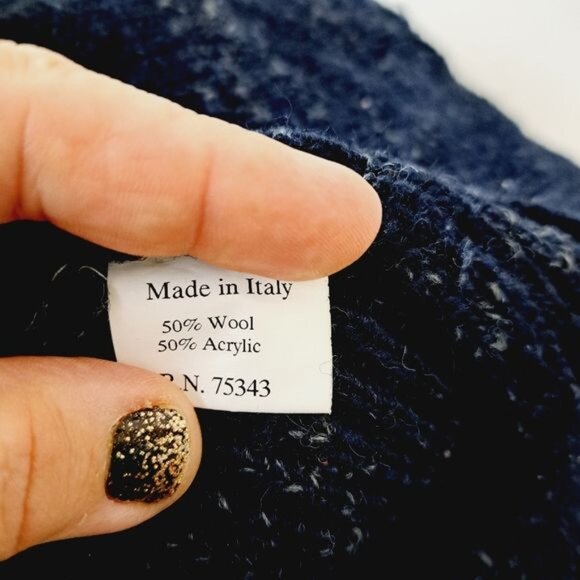 Made in Italy
50% Wool
50% Acrylic
R.N. 75343